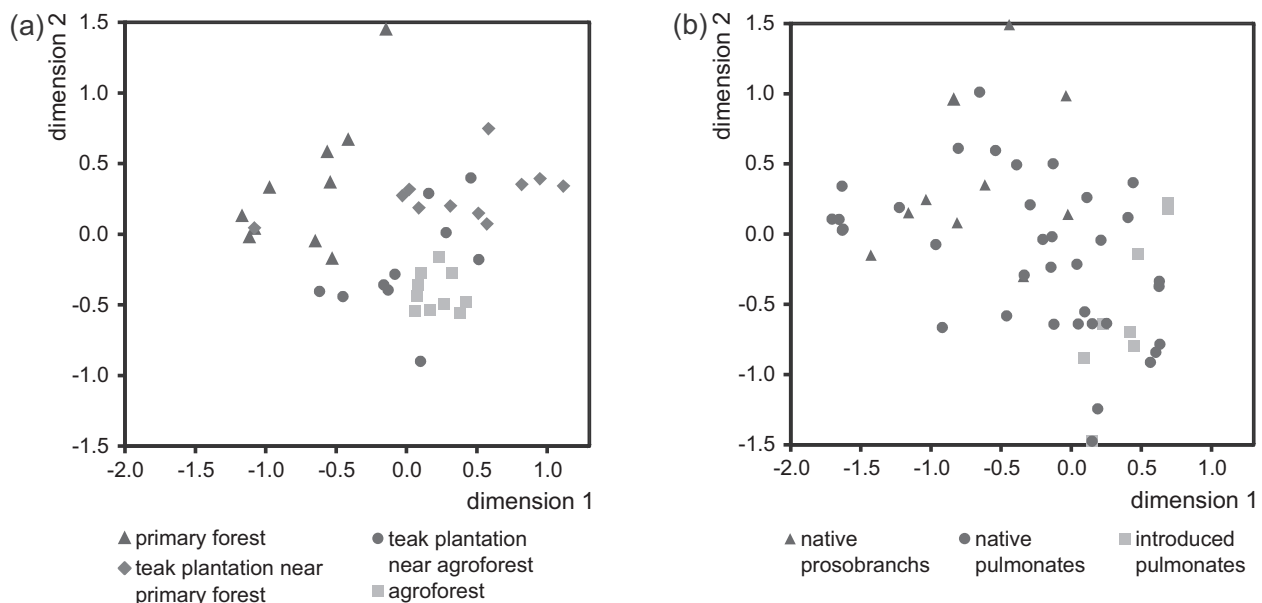 (a)
dimension 2
1.5
1.0
0.5
0.0
-0.5
-1.0
-1.5
-2.0 -1.0 -0.5 0.0 0.5 1.0
dimension 1
primary forest
teak plantation near
primary forest
teak plantation
near agroforest
agroforest
(b)
dimension 2
1.5
1.0
0.5
0.0
-0.5
-1.0
-1.5
-2.0 -1.0 -0.5 0.0 0.5 1.0
dimension 1
native
prosobranchs
native
pulmonates
introduced
pulmonates